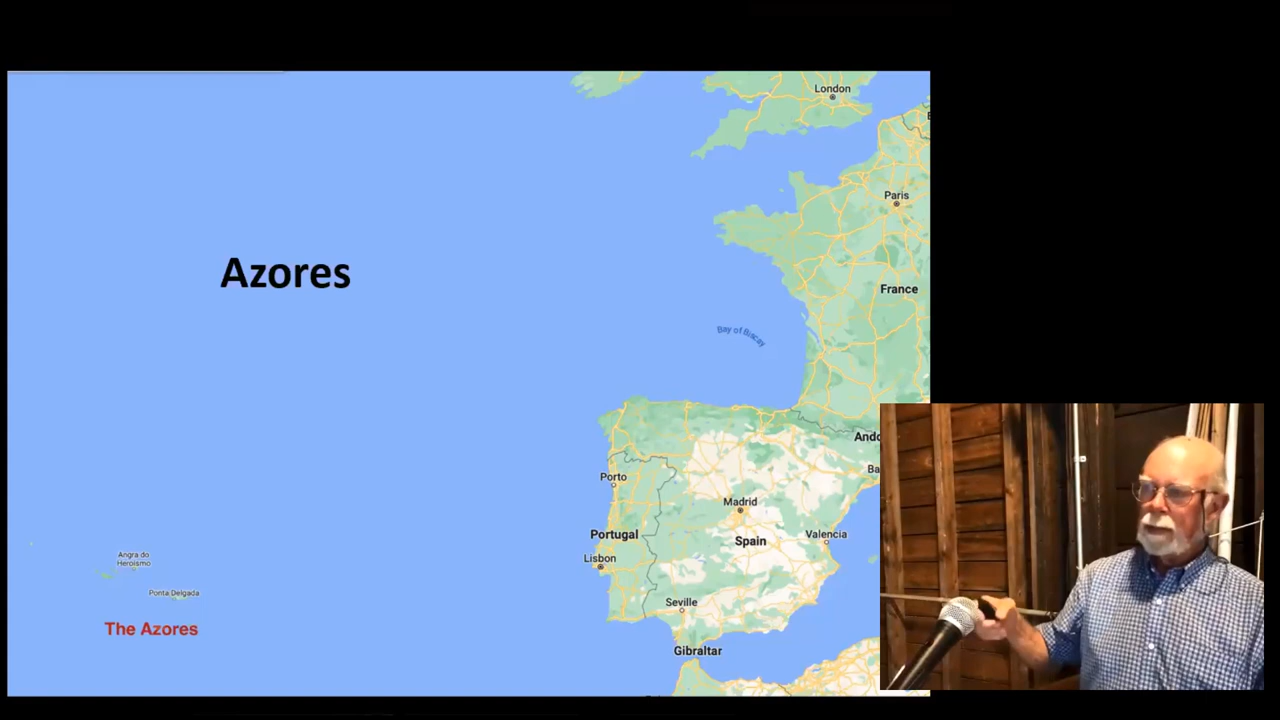 London
Paris
Azores
France
Bay of Biscay
Ando
Ba
Porto
Madrid
Portugal
Spain
Valencia
Lisbon
Angra do
Heroísmo
Ponta Delgada
Seville
The Azores
Gibraltar